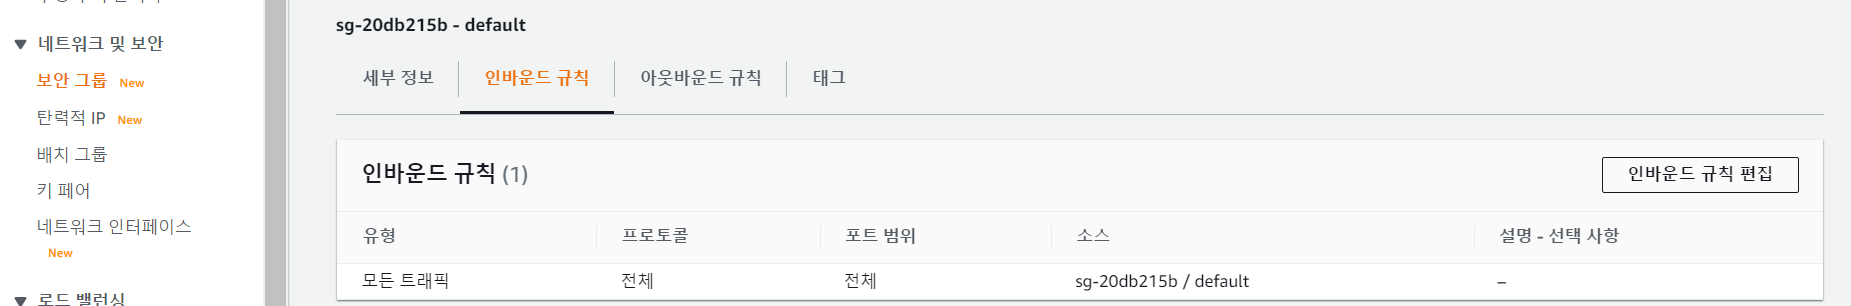 네트워크 및 보안
보안 그룹 New
탄력적 IP New
배치 그룹
키 페어
네트워크 인터페이스
New
로드 밸런싱
sg-20db215b - default
세부 정보 인바운드 규칙 아웃바운드 규칙 태그
인바운드 규칙 (1) 인바운드 규칙 편집
유형 프로토콜 포트 범위 소스 설명 - 선택 사항
모든 트래픽 전체 전체 sg-20db215b / default –